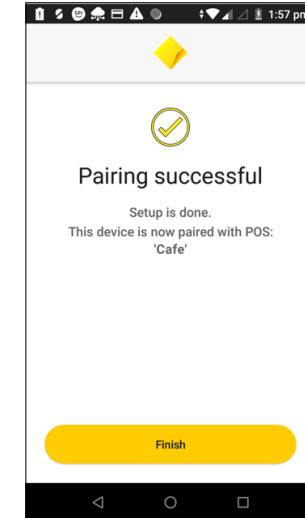 1:57 pm
Pairing successful
Setup is done.
This device is now paired with POS:
'Cafe'
Finish